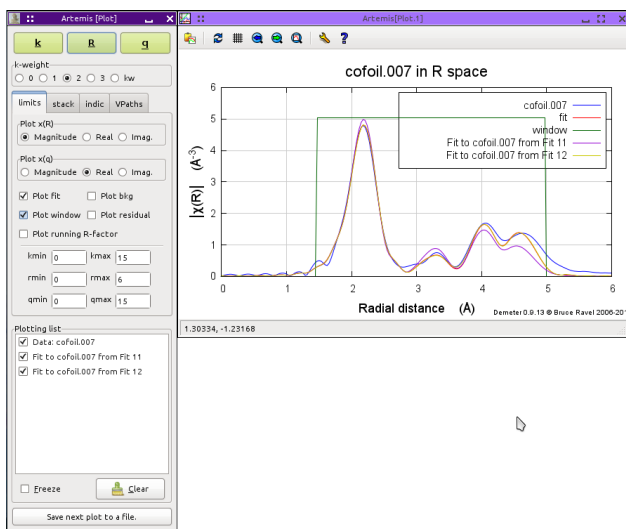 Artemis [Plot]
k R q
k-weight
0 1 2 3 kw
limits stack indic VPaths
Plot χ(R)
Magnitude Real Imag.
Plot χ(q)
Magnitude Real Imag.
Plot fit Plot bkg
Plot window Plot residual
Plot running R-factor
kmin 0 kmax 15
rmin 0 rmax 6
qmin 0 qmax 15
Plotting list
Data: cofoil.007
Fit to cofoil.007 from Fit 11
Fit to cofoil.007 from Fit 12
Freeze Clear
Save next plot to a file.
Artemis[Plot.1]
cofoil.007 in R space
cofoil.007
fit
window
Fit to cofoil.007 from Fit 11
Fit to cofoil.007 from Fit 12
|χ(R)| (Å⁻³)
6
5
4
3
2
1
0
0 1 2 3 4 5 6
Radial distance (Å)
Demeter 0.9.13 © Bruce Ravel 2006-201
1.30334, -1.23168